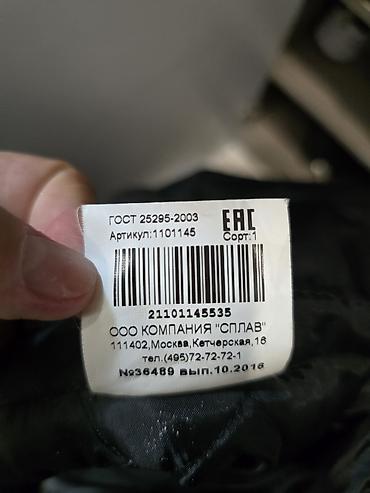 ГОСТ 25295-2003 EAC
Артикул:1101145 Сорт:1
21101145535
ООО КОМПАНИЯ "СПЛАВ"
111402,Москва,Кетчерская,16
тел.(495)72-72-72-1
№36489 вып.10.2016